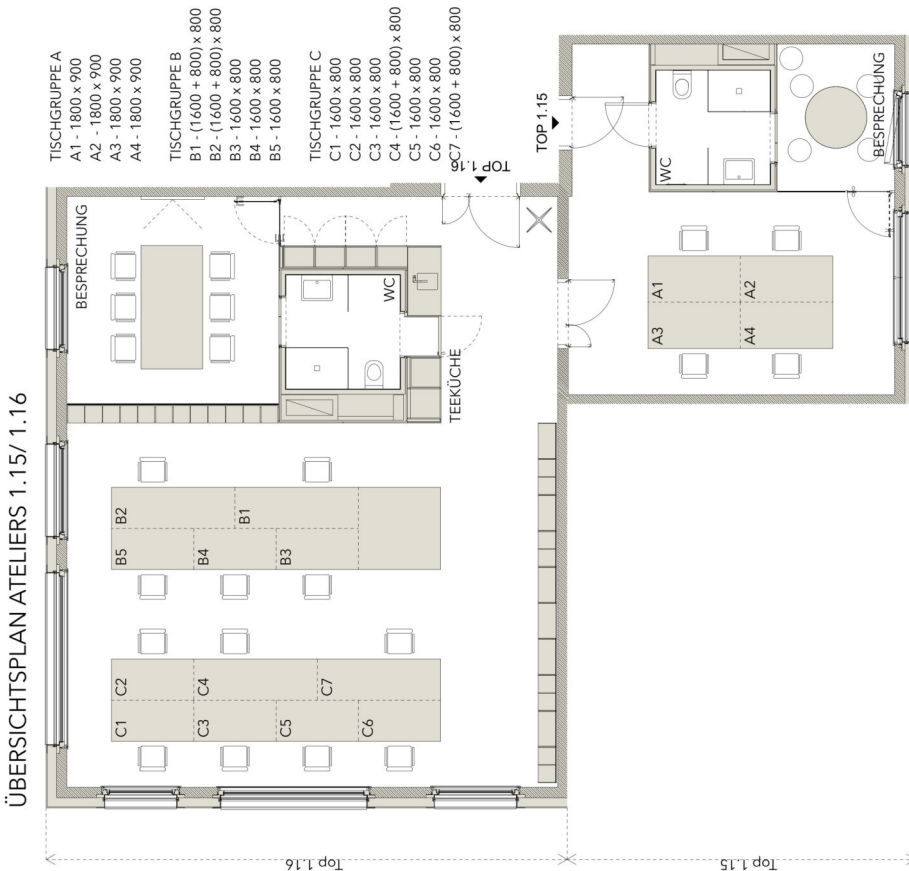 ÜBERSICHTSPLAN ATELIERS 1.15/ 1.16
TISCHGRUPPE A
A1 - 1800 x 900
A2 - 1800 x 900
A3 - 1800 x 900
A4 - 1800 x 900
TISCHGRUPPE B
B1 - (1600 + 800) x 800
B2 - (1600 + 800) x 800
B3 - 1600 x 800
B4 - 1600 x 800
B5 - 1600 x 800
TISCHGRUPPE C
C1 - 1600 x 800
C2 - 1600 x 800
C3 - 1600 x 800
C4 - (1600 + 800) x 800
C5 - 1600 x 800
C6 - 1600 x 800
C7 - (1600 + 800) x 800
BESPRECHUNG
WC
TEEKÜCHE
TOP 1.16
TOP 1.15
B2
B1
B5
B4
B3
C2
C4
C7
C1
C3
C5
C6
WC
BESPRECHUNG
A1
A2
A3
A4
Top 1.16
Top 1.15